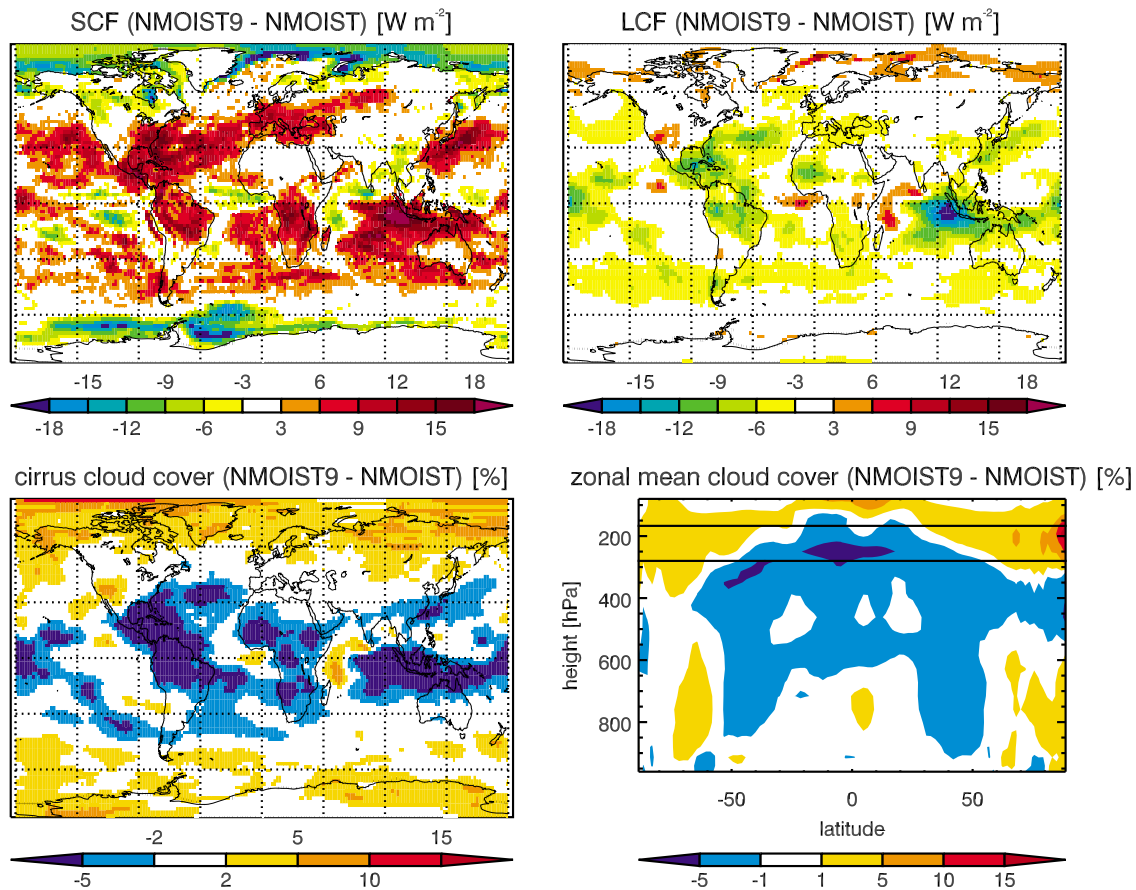 SCF (NMOIST9 - NMOIST) [W m⁻²]
LCF (NMOIST9 - NMOIST) [W m⁻²]
-15 -9 -3 6 12 18
-18 -12 -6 3 9 15
-15 -9 -3 6 12 18
-18 -12 -6 3 9 15
cirrus cloud cover (NMOIST9 - NMOIST) [%]
zonal mean cloud cover (NMOIST9 - NMOIST) [%]
200
400
600
800
height [hPa]
-50 0 50
latitude
-2 5 15
-5 2 10
-5 -1 1 5 10 15